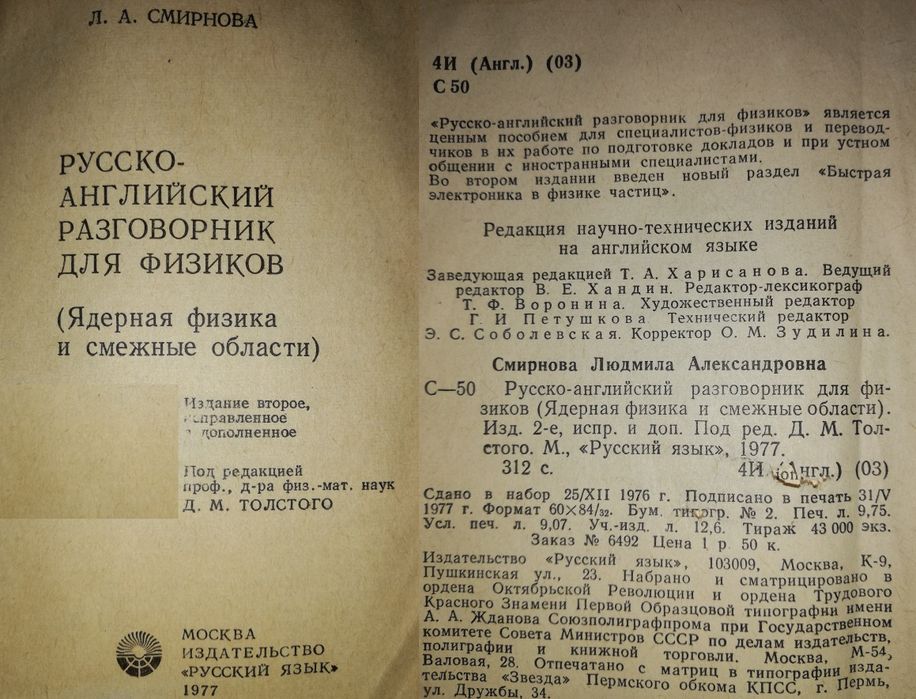 Л. А. СМИРНОВА
РУССКО-
АНГЛИЙСКИЙ
РАЗГОВОРНИК
ДЛЯ ФИЗИКОВ
(Ядерная физика
и смежные области)
Издание второе,
исправленное
и дополненное
Под редакцией
проф., д-ра физ.-мат. наук
Д. М. ТОЛСТОГО
МОСКВА
ИЗДАТЕЛЬСТВО
«РУССКИЙ ЯЗЫК»
1977
4И (Англ.) (03)
С 50
«Русско-английский разговорник для физиков» является
ценным пособием для специалистов-физиков и перевод-
чиков в их работе по подготовке докладов и при устном
общении с иностранными специалистами.
Во втором издании введен новый раздел «Быстрая
электроника в физике частиц».
Редакция научно-технических изданий
на английском языке
Заведующая редакцией Т. А. Харисанова. Ведущий
редактор В. Е. Хандин. Редактор-лексикограф
Т. Ф. Воронина. Художественный редактор
Г. И Петушкова Технический редактор
Э. С. Соболевская. Корректор О. М. Зудилина.
Смирнова Людмила Александровна
С—50 Русско-английский разговорник для фи-
зиков (Ядерная физика и смежные области).
Изд. 2-е, испр. и доп. Под ред. Д. М. Тол-
стого. М., «Русский язык», 1977.
312 с. 4И (Англ.) (03)
Сдано в набор 25/XII 1976 г. Подписано в печать 31/V
1977 г. Формат 60×84/32. Бум. типогр. № 2. Печ. л. 9,75.
Усл. печ. л. 9,07. Уч.-изд. л. 12,6. Тираж 43 000 экз.
Заказ № 6492 Цена 1 р 50 к.
Издательство «Русский язык», 103009, Москва, К-9,
Пушкинская ул., 23. Набрано и сматрицировано в
ордена Октябрьской Революции и ордена Трудового
Красного Знамени Первой Образцовой типографии имени
А. А. Жданова Союзполиграфпрома при Государственном
комитете Совета Министров СССР по делам издательств,
полиграфии и книжной торговли. Москва, М-54,
Валовая, 28. Отпечатано с матриц в типографии изда-
тельства «Звезда» Пермского обкома КПСС, г. Пермь,
ул. Дружбы, 34.